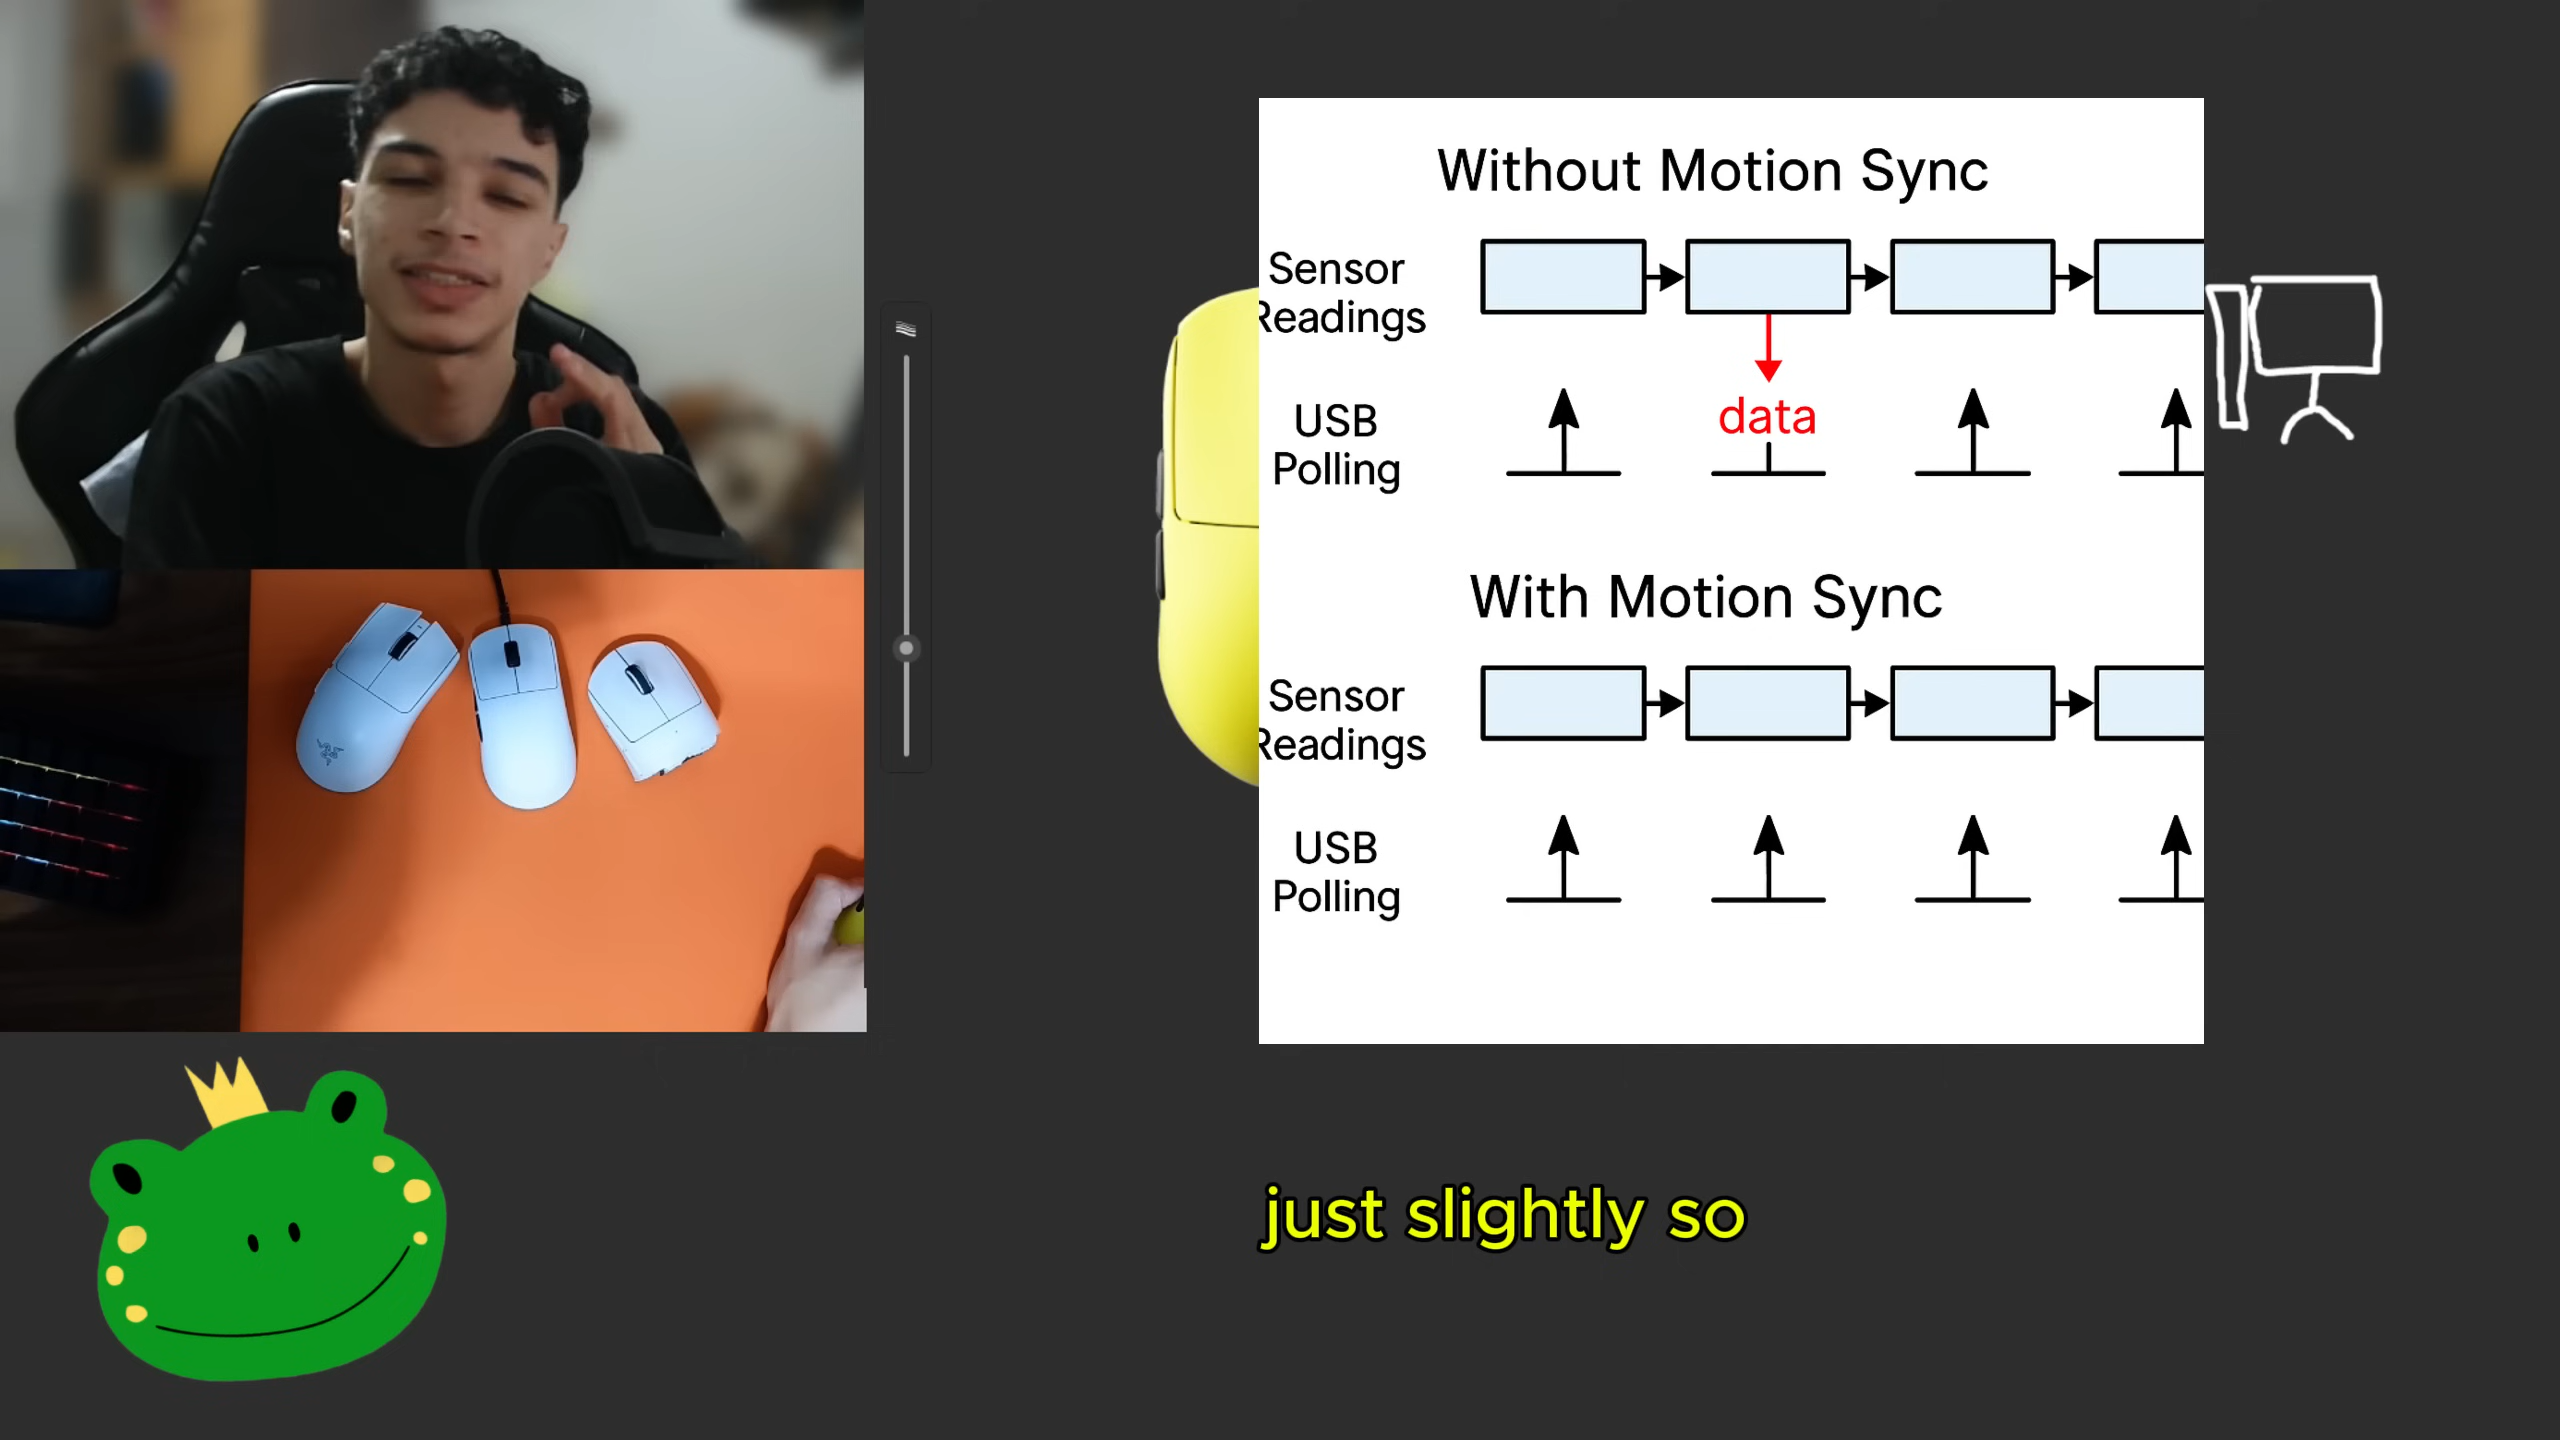 Without Motion Sync
Sensor
Readings
data
USB
Polling
With Motion Sync
Sensor
Readings
USB
Polling
just slightly so